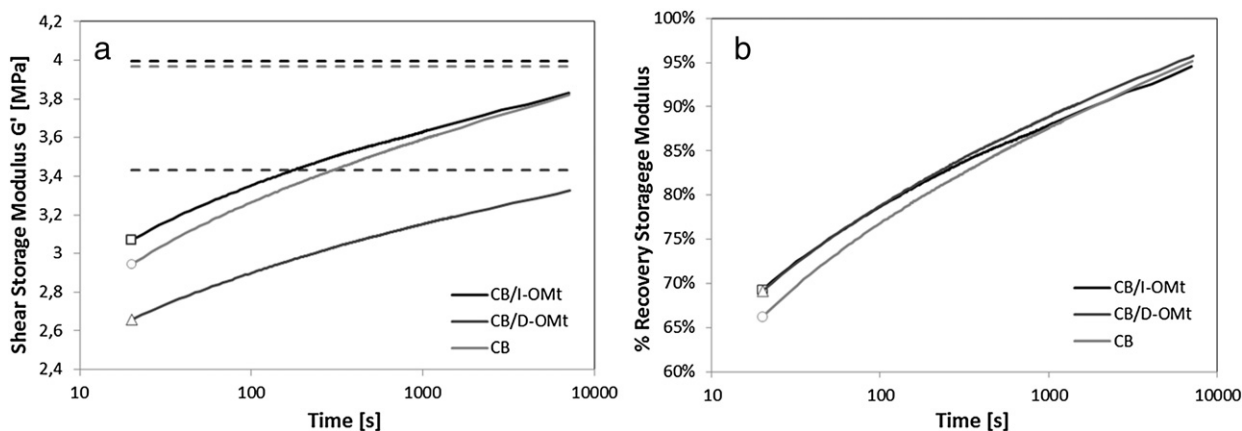 a
Shear Storage Modulus G' [MPa]
4,2
4
3,8
3,6
3,4
3,2
3
2,8
2,6
2,4
10
100
1000
10000
Time [s]
CB/I-OMt
CB/D-OMt
CB
b
% Recovery Storagege Modulus
100%
95%
90%
85%
80%
75%
70%
65%
60%
10
100
1000
10000
Time [s]
CB/I-OMt
CB/D-OMt
CB